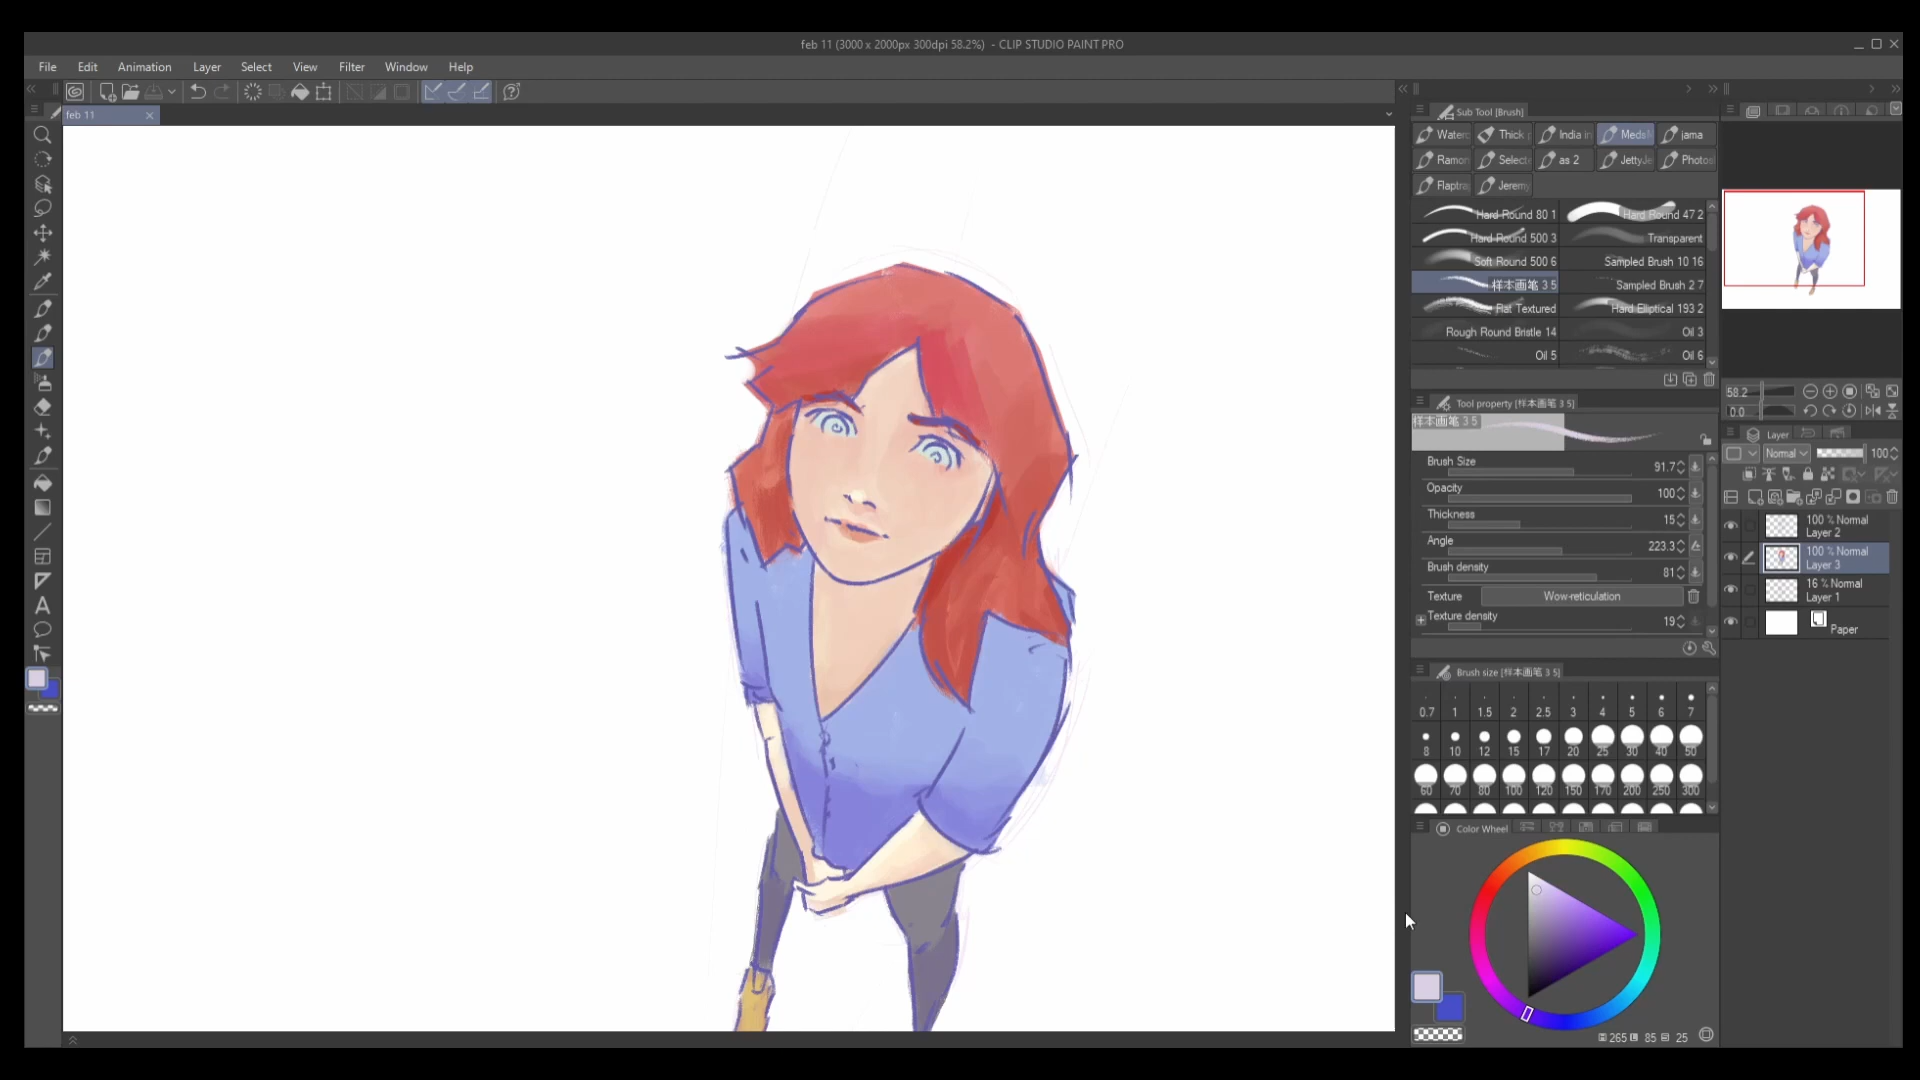 feb 11 (3000 x 2000px 300dpi 58.2%) - CLIP STUDIO PAINT PRO
File Edit Animation Layer Select View Filter Window Help
feb 11
Sub Tool [Brush]
Waterc Thick India in Meds jama
Ramon Selecte as 2 JettyJe Photos
Flaptra Jeremy
Hard Round 80 1 Hard Round 47 2
Hard Round 500 3 Transparent
Soft Round 500 6 Sampled Brush 10 16
样本画笔 3 5 Sampled Brush 2 7
Flat Textured Hard Eliptical 193 2
Rough Round Bristle 14 Oil 3
Oil 5 Oil 6
58.2
0.0
Tool property [样本画笔 3 5]
样本画笔 3 5
Brush Size 91.7
Opacity 100
Thickness 15
Angle 223.3
Brush density 81
Texture Wow-reticulation
Texture density 19
Layer
Normal 100
100 % Normal
Layer 2
100 % Normal
Layer 3
16 % Normal
Layer 1
Paper
Brush size [样本画笔 3 5]
0.7 1 1.5 2 2.5 3 4 5 6 7
8 10 12 15 17 20 25 30 40 50
60 70 80 100 120 150 170 200 250 300
Color Wheel
265 85 25